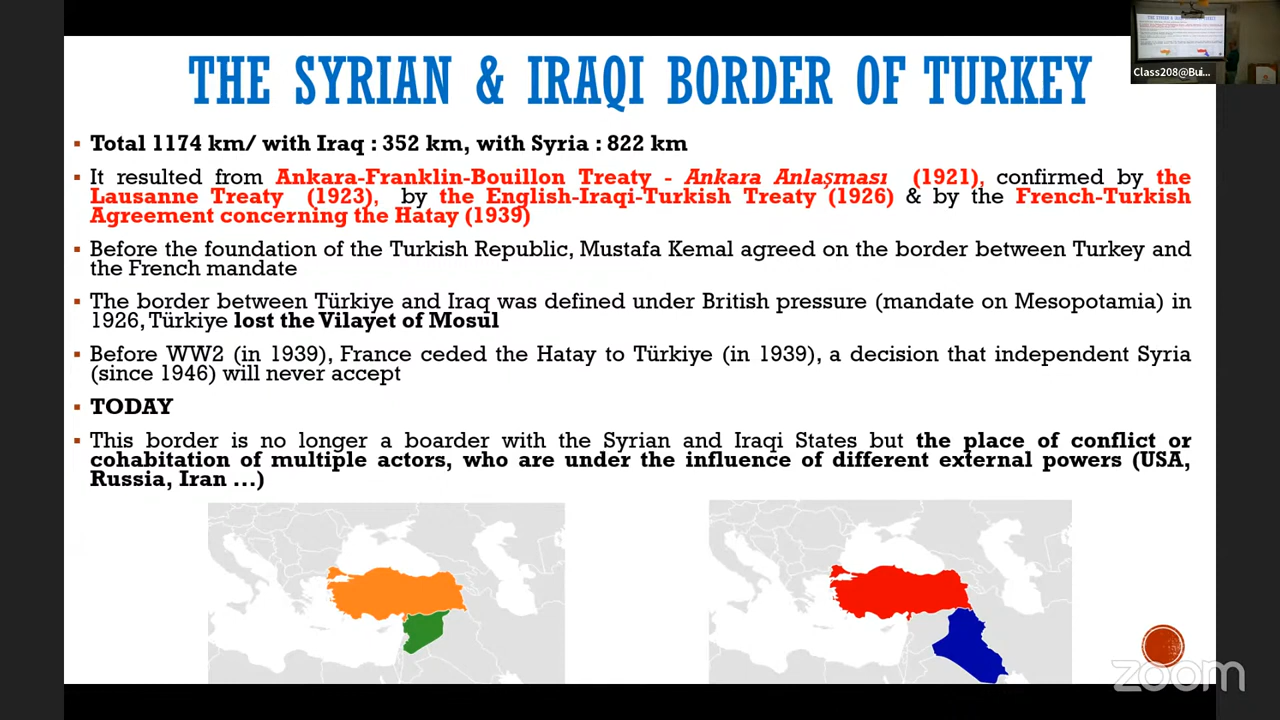 THE SYRIAN & IRAQI BORDER OF TURKEY
Class208@Bui...
▪ Total 1174 km/ with Iraq : 352 km, with Syria : 822 km
▪ It resulted from Ankara-Franklin-Bouillon Treaty - Ankara Anlaşması (1921), confirmed by the
Lausanne Treaty (1923), by the English-Iraqi-Turkish Treaty (1926) & by the French-Turkish
Agreement concerning the Hatay (1939)
▪ Before the foundation of the Turkish Republic, Mustafa Kemal agreed on the border between Turkey and
the French mandate
▪ The border between Türkiye and Iraq was defined under British pressure (mandate on Mesopotamia) in
1926, Türkiye lost the Vilayet of Mosul
▪ Before WW2 (in 1939), France ceded the Hatay to Türkiye (in 1939), a decision that independent Syria
(since 1946) will never accept
▪ TODAY
▪ This border is no longer a boarder with the Syrian and Iraqi States but the place of conflict or
cohabitation of multiple actors, who are under the influence of different external powers (USA,
Russia, Iran ...)
zoom